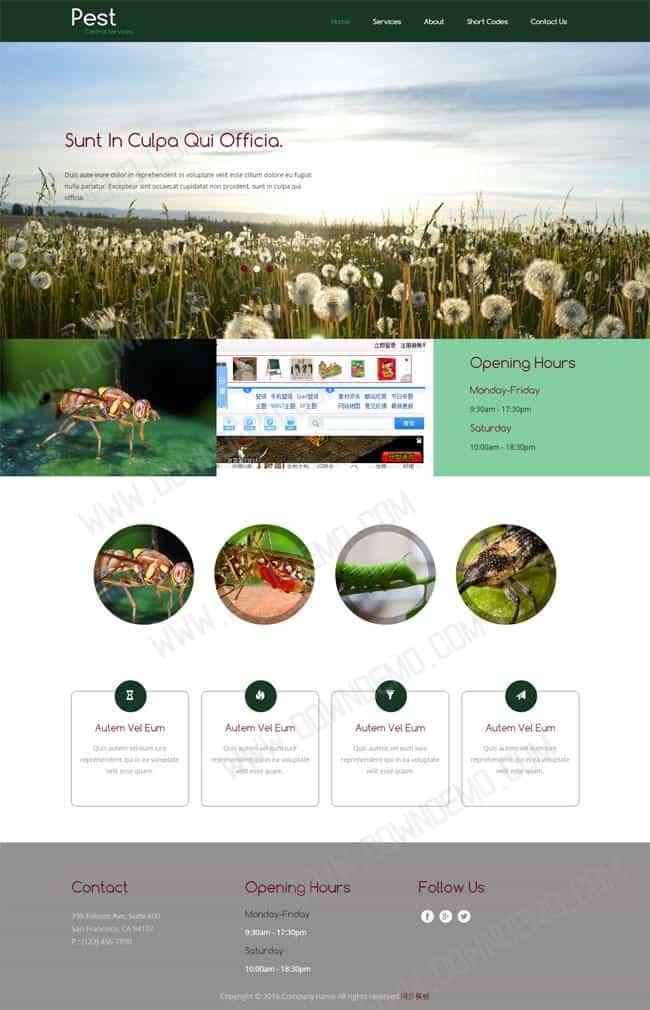 Pest
Control Services
Home Services About Short Codes Contact Us
Sunt In Culpa Qui Officia.
Duis aute irure dolor in reprehenderit in voluptate velit esse cillum dolore eu fugiat
nulla pariatur. Excepteur sint occaecat cupidatat non proident, sunt in culpa qui
officia.
立即登录
搜索
Opening Hours
Monday-Friday
9:30am - 17:30pm
Saturday
10:00am - 18:30pm
WWW.DOWNDEMO.COM
Autem Vel Eum
Quis autem vel eum iure
reprehenderit qui in ea voluptate
velit esse quam.
Autem Vel Eum
Quis autem vel eum iure
reprehenderit qui in ea voluptate
velit esse quam.
Autem Vel Eum
Quis autem vel eum iure
reprehenderit qui in ea voluptate
velit esse quam.
Autem Vel Eum
Quis autem vel eum iure
reprehenderit qui in ea voluptate
velit esse quam.
Contact
795 Folsom Ave, Suite 600
San Francisco, CA 94107
P : (123) 456-7890
Opening Hours
Monday-Friday
9:30am - 17:30pm
Saturday
10:00am - 18:30pm
Follow Us
Copyright © 2016.Company name All rights reserved.